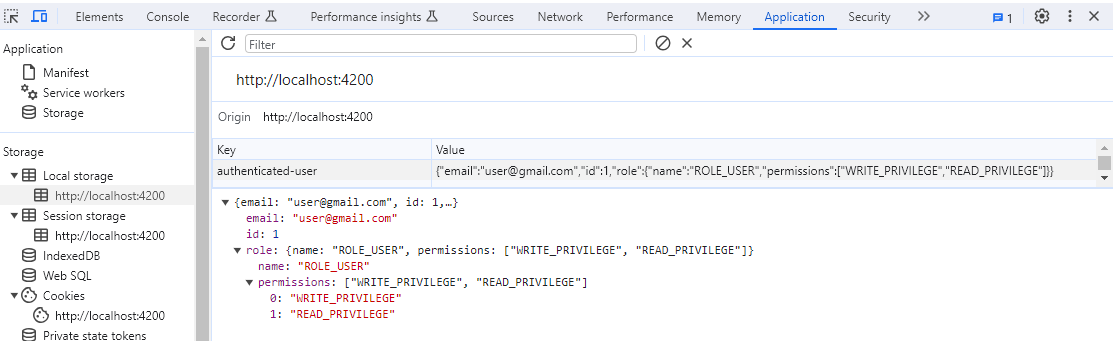 Elements Console Recorder Performance insights Sources Network Performance Memory Application Security 1
Application
Manifest
Service workers
Storage
Storage
Local storage
http://localhost:4200
Session storage
http://localhost:4200
IndexedDB
Web SQL
Cookies
http://localhost:4200
Private state tokens
Filter
http://localhost:4200
Origin http://localhost:4200
Key Value
authenticated-user {"email":"user@gmail.com","id":1,"role":{"name":"ROLE_USER","permissions":["WRITE_PRIVILEGE","READ_PRIVILEGE"]}}
{email: "user@gmail.com", id: 1,…}
email: "user@gmail.com"
id: 1
role: {name: "ROLE_USER", permissions: ["WRITE_PRIVILEGE", "READ_PRIVILEGE"]}
name: "ROLE_USER"
permissions: ["WRITE_PRIVILEGE", "READ_PRIVILEGE"]
0: "WRITE_PRIVILEGE"
1: "READ_PRIVILEGE"